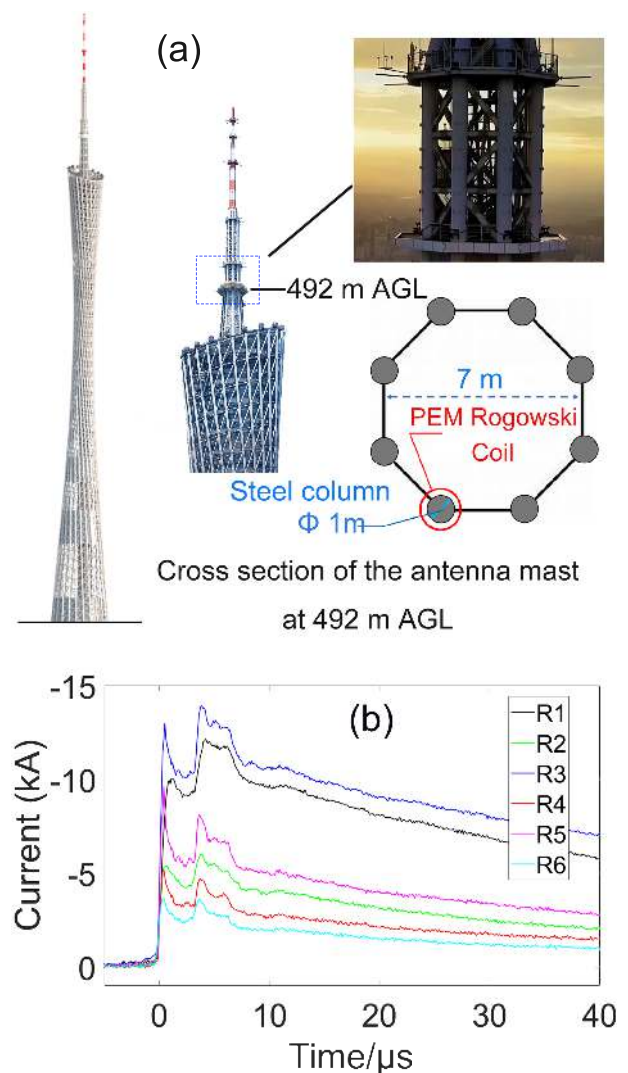 (a)
492 m AGL
7 m
PEM Rogowski
Coil
Steel column
Φ 1m
Cross section of the antenna mast
at 492 m AGL
(b)
-15
-10
-5
0
Current (kA)
R1
R2
R3
R4
R5
R6
0
10
20
30
40
Time/μs